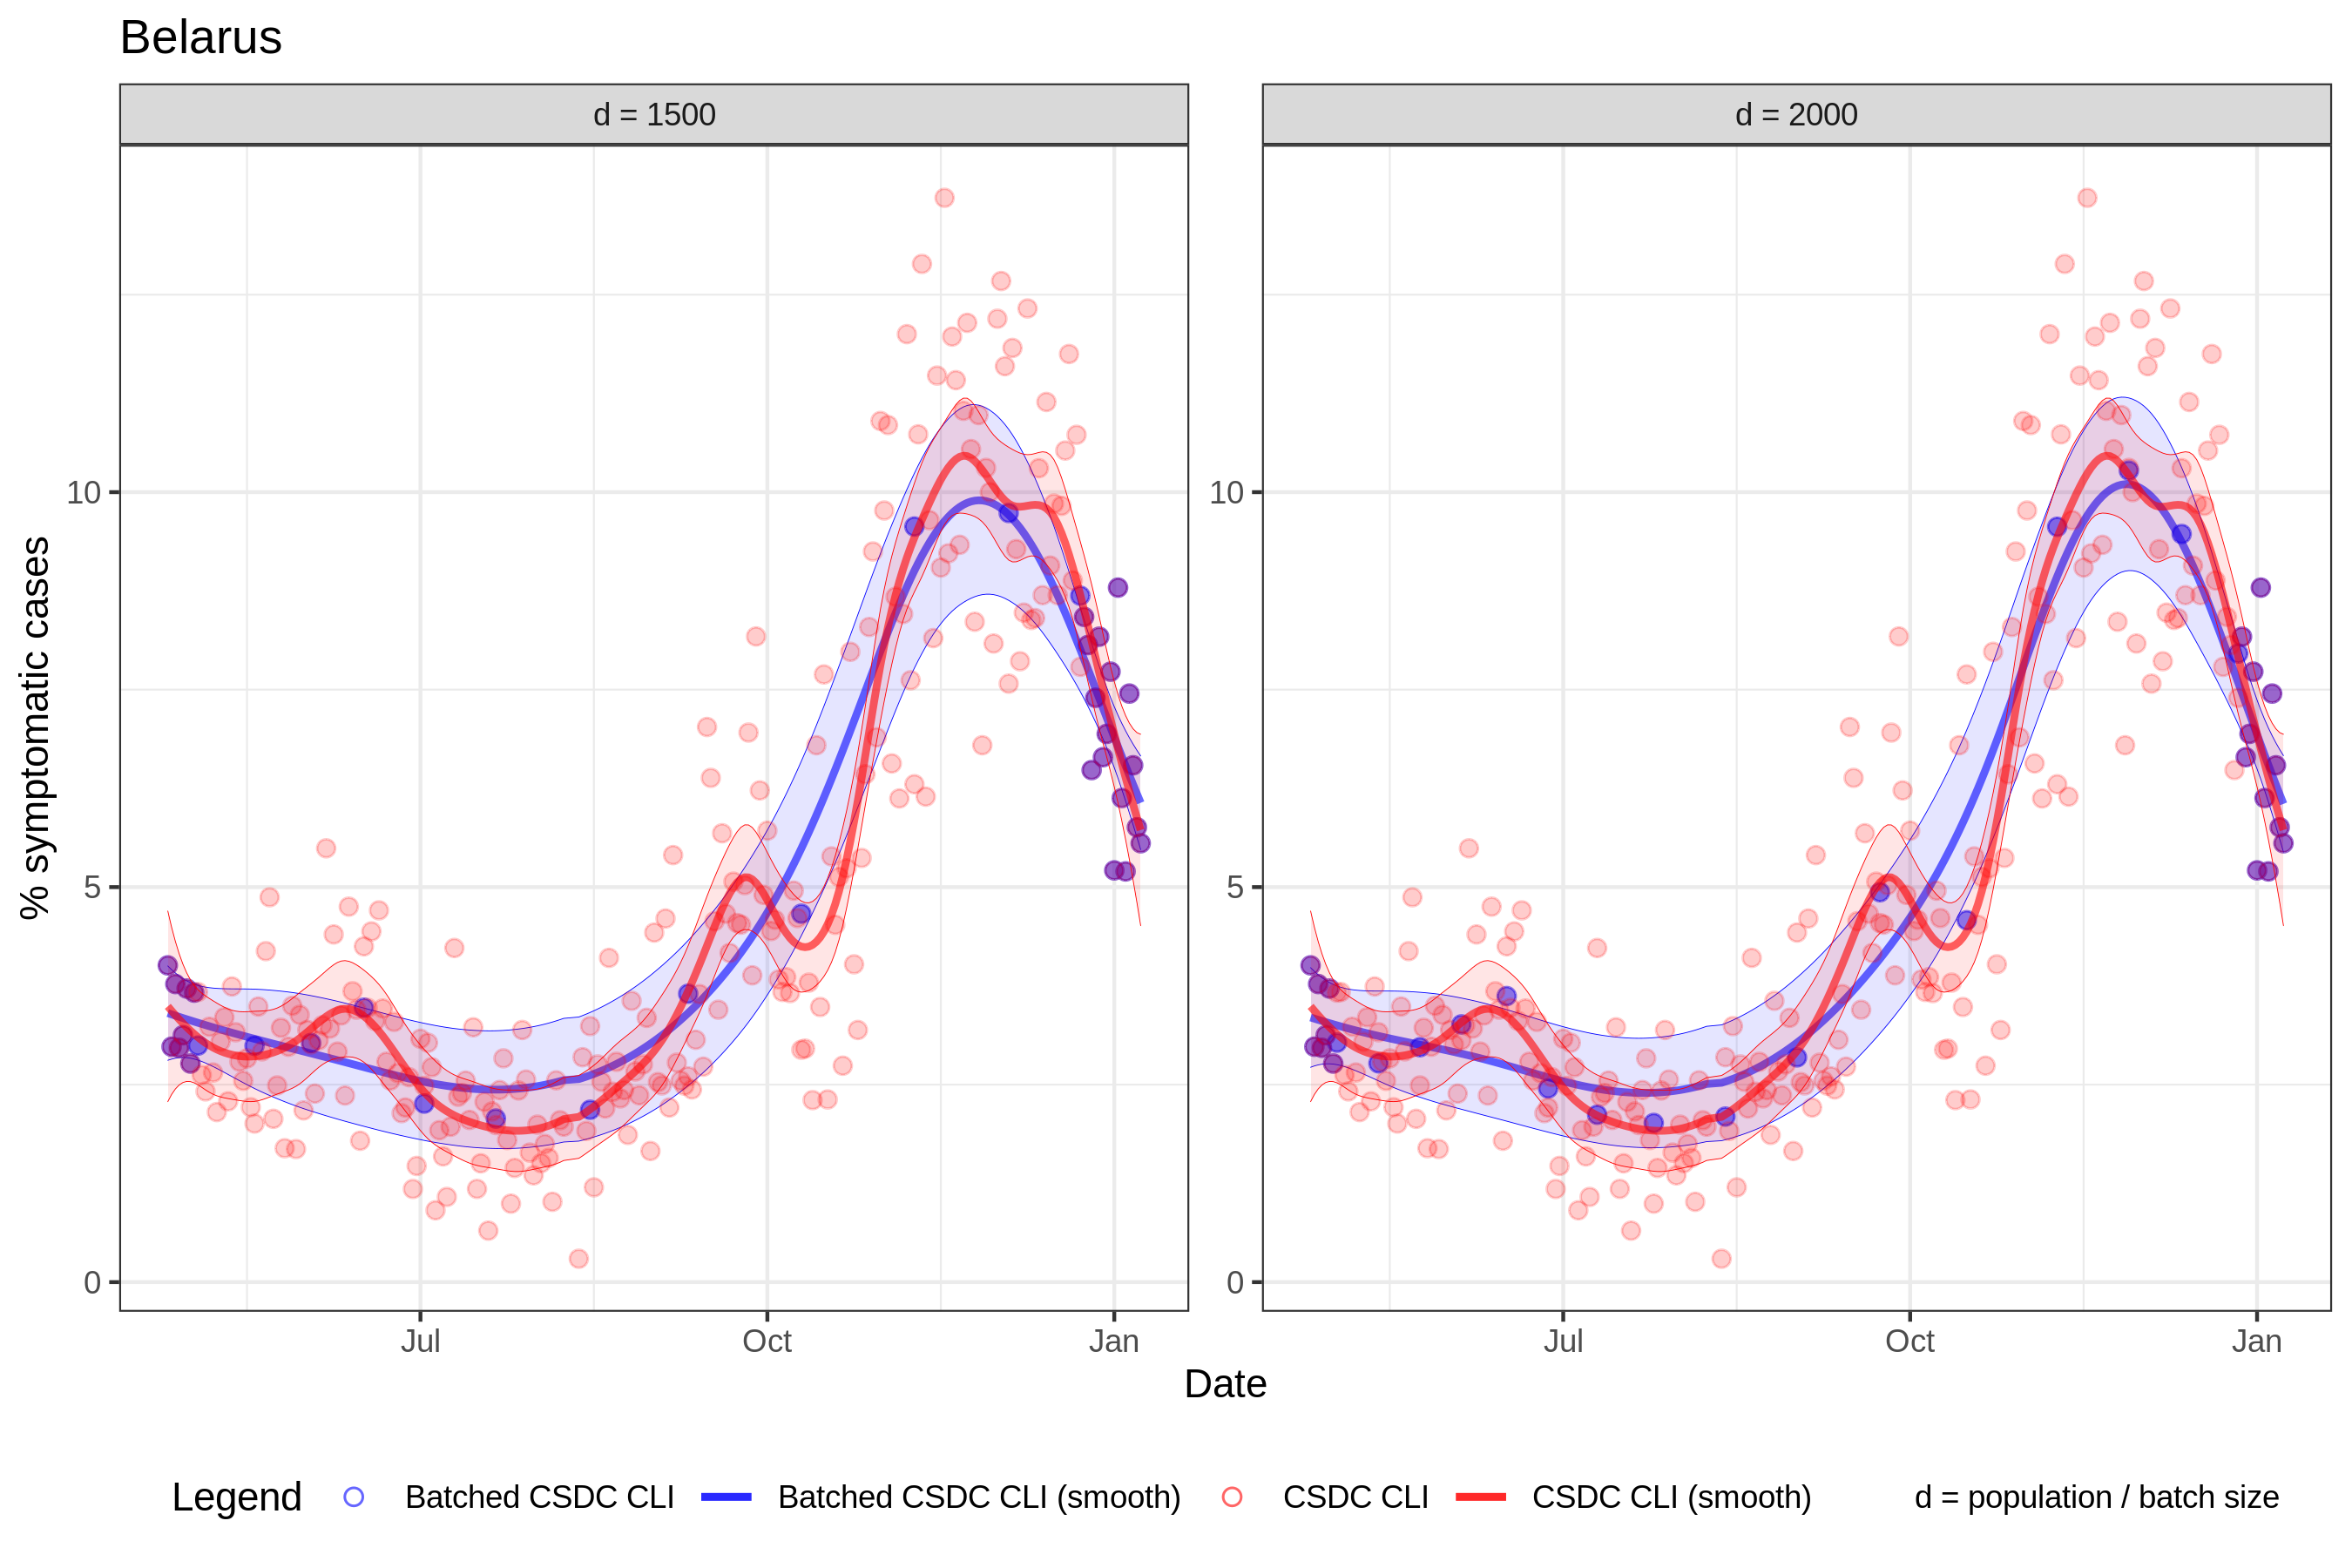 Belarus
d = 1500
d = 2000
% symptomatic cases
10
5
0
10
5
0
Jul
Oct
Jan
Jul
Oct
Jan
Date
Legend
Batched CSDC CLI
Batched CSDC CLI (smooth)
CSDC CLI
CSDC CLI (smooth)
d = population / batch size